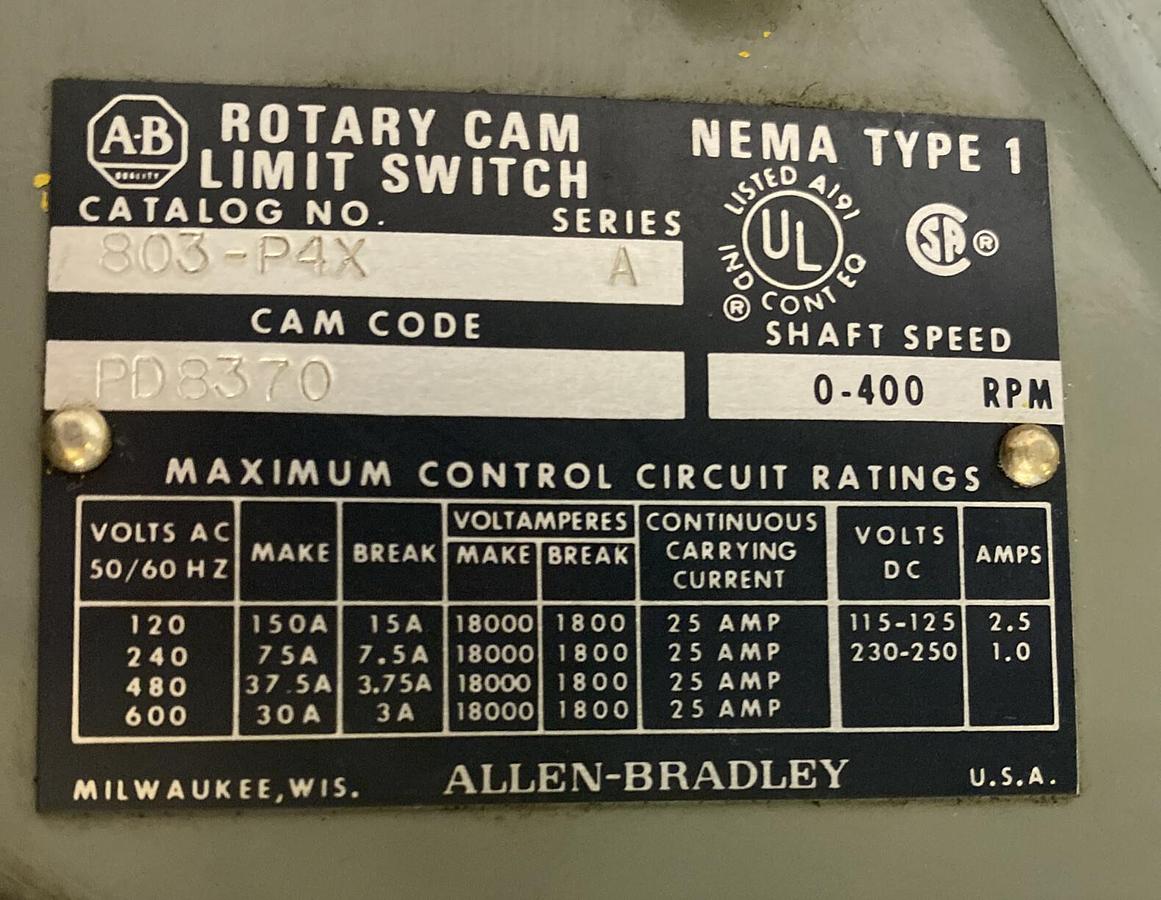 A-B
QUALITY
ROTARY CAM
LIMIT SWITCH
NEMA TYPE 1
CATALOG NO. SERIES
803-P4X A
LISTED A191
UL
IND CONT EQ
®
SA ®
CAM CODE
PD8370
SHAFT SPEED
0-400 RPM
MAXIMUM CONTROL CIRCUIT RATINGS
VOLTS AC
50/60 HZ
MAKE BREAK
VOLTAMPERES
MAKE BREAK
CONTINUOUS
CARRYING
CURRENT
VOLTS
DC
AMPS
120 150A 15A 18000 1800 25 AMP 115-125 2.5
240 75A 7.5A 18000 1800 25 AMP 230-250 1.0
480 37.5A 3.75A 18000 1800 25 AMP
600 30A 3A 18000 1800 25 AMP
MILWAUKEE, WIS. ALLEN-BRADLEY U.S.A.